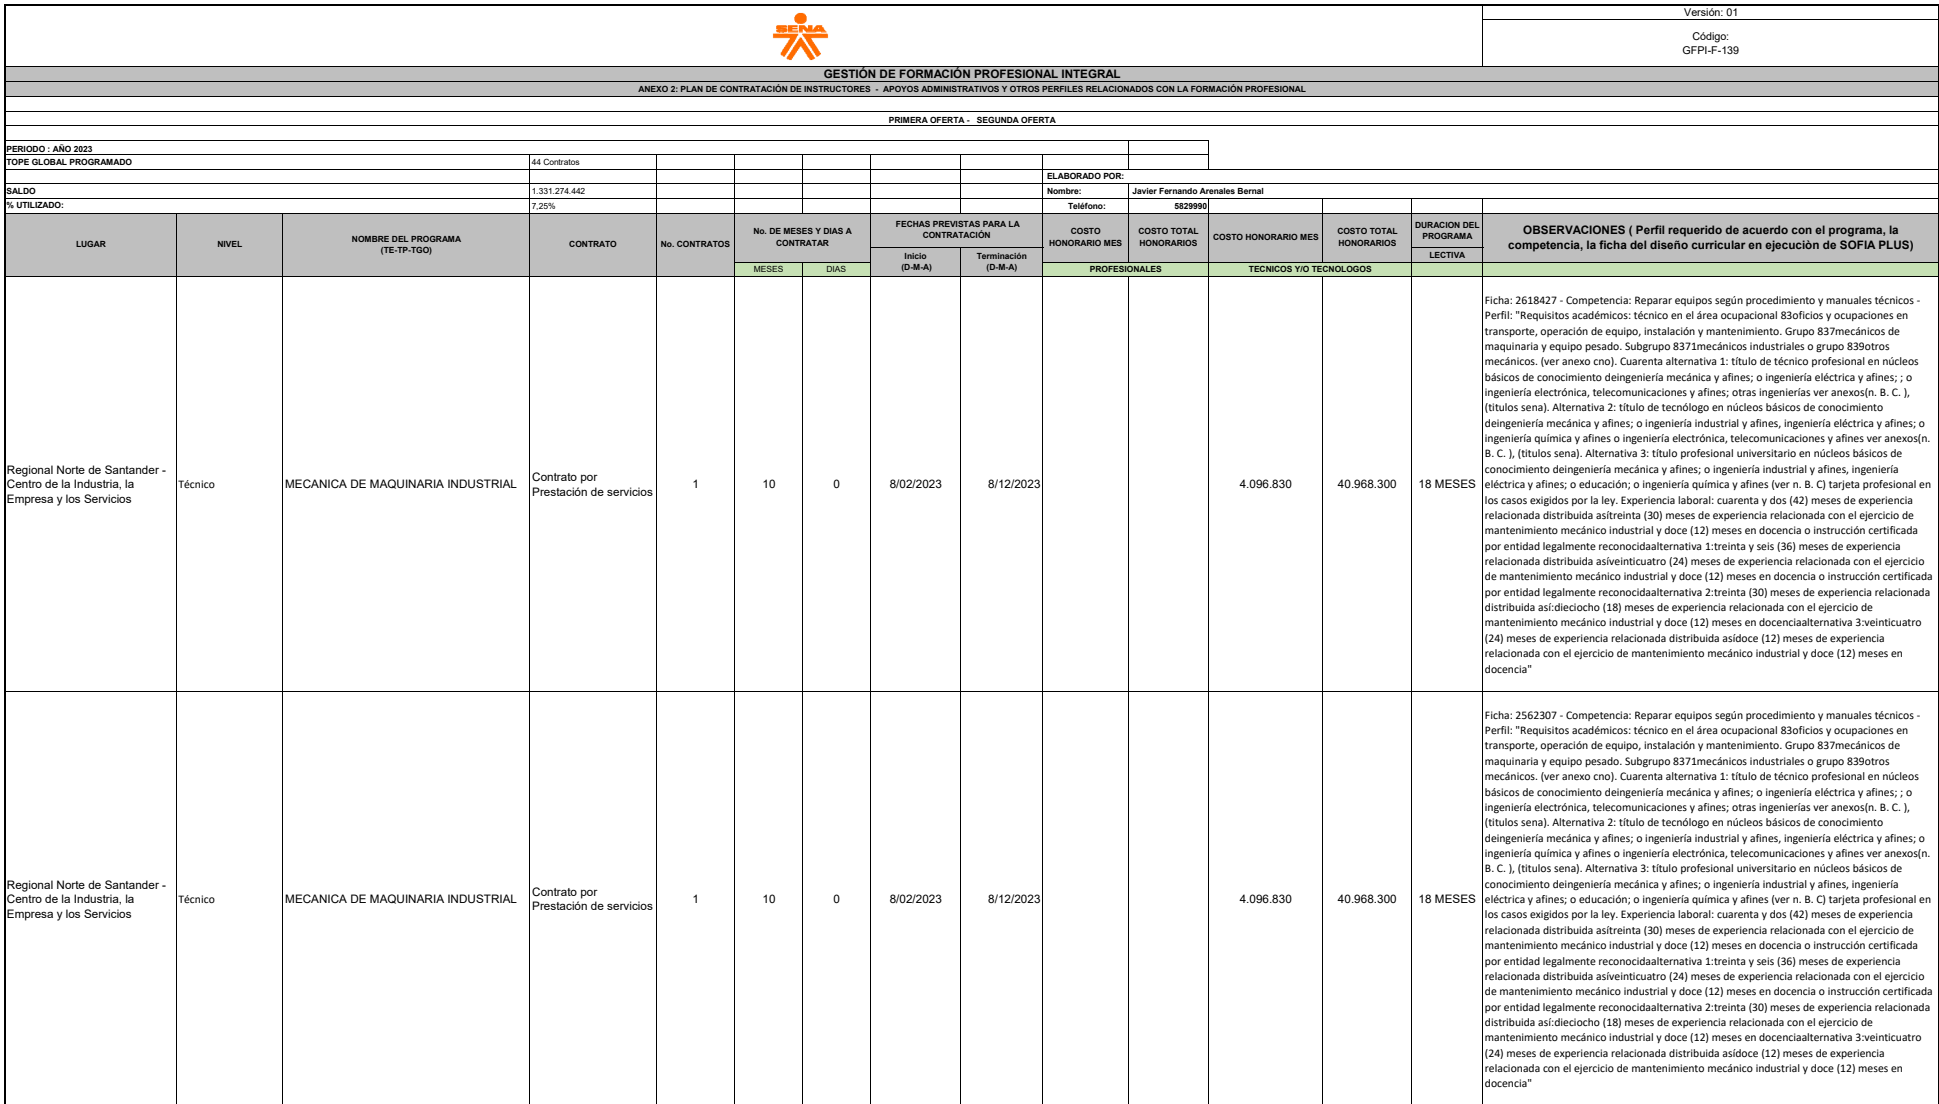 SENA
Versión: 01
Código:
GFPI-F-139
GESTIÓN DE FORMACIÓN PROFESIONAL INTEGRAL
ANEXO 2: PLAN DE CONTRATACIÓN DE INSTRUCTORES - APOYOS ADMINISTRATIVOS Y OTROS PERFILES RELACIONADOS CON LA FORMACIÓN PROFESIONAL
PRIMERA OFERTA - SEGUNDA OFERTA
PERIODO : AÑO 2023
TOPE GLOBAL PROGRAMADO 44 Contratos
ELABORADO POR:
SALDO 1.331.274.442 Nombre: Javier Fernando Arenales Bernal
% UTILIZADO: 7,25% Teléfono: 5829990
LUGAR
NIVEL
NOMBRE DEL PROGRAMA
(TE-TP-TGO)
CONTRATO
No. CONTRATOS
No. DE MESES Y DIAS A
CONTRATAR
MESES DIAS
FECHAS PREVISTAS PARA LA
CONTRATACIÓN
Inicio
(D-M-A)
Terminación
(D-M-A)
COSTO
HONORARIO MES
COSTO TOTAL
HONORARIOS
PROFESIONALES
COSTO HONORARIO MES
COSTO TOTAL
HONORARIOS
TECNICOS Y/O TECNOLOGOS
DURACION DEL
PROGRAMA
LECTIVA
OBSERVACIONES ( Perfil requerido de acuerdo con el programa, la
competencia, la ficha del diseño curricular en ejecuciòn de SOFIA PLUS)
Regional Norte de Santander -
Centro de la Industria, la
Empresa y los Servicios
Técnico
MECANICA DE MAQUINARIA INDUSTRIAL
Contrato por
Prestación de servicios
1
10
0
8/02/2023
8/12/2023
4.096.830
40.968.300
18 MESES
Ficha: 2618427 - Competencia: Reparar equipos según procedimiento y manuales técnicos -
Perfil: "Requisitos académicos: técnico en el área ocupacional 83oficios y ocupaciones en
transporte, operación de equipo, instalación y mantenimiento. Grupo 837mecánicos de
maquinaria y equipo pesado. Subgrupo 8371mecánicos industriales o grupo 839otros
mecánicos. (ver anexo cno). Cuarenta alternativa 1: título de técnico profesional en núcleos
básicos de conocimiento deingeniería mecánica y afines; o ingeniería eléctrica y afines; ; o
ingeniería electrónica, telecomunicaciones y afines; otras ingenierías ver anexos(n. B. C. ),
(titulos sena). Alternativa 2: título de tecnólogo en núcleos básicos de conocimiento
deingeniería mecánica y afines; o ingeniería industrial y afines, ingeniería eléctrica y afines; o
ingeniería química y afines o ingeniería electrónica, telecomunicaciones y afines ver anexos(n.
B. C. ), (titulos sena). Alternativa 3: título profesional universitario en núcleos básicos de
conocimiento deingeniería mecánica y afines; o ingeniería industrial y afines, ingeniería
eléctrica y afines; o educación; o ingeniería química y afines (ver n. B. C) tarjeta profesional en
los casos exigidos por la ley. Experiencia laboral: cuarenta y dos (42) meses de experiencia
relacionada distribuida asítreinta (30) meses de experiencia relacionada con el ejercicio de
mantenimiento mecánico industrial y doce (12) meses en docencia o instrucción certificada
por entidad legalmente reconocidaalternativa 1:treinta y seis (36) meses de experiencia
relacionada distribuida asíveinticuatro (24) meses de experiencia relacionada con el ejercicio
de mantenimiento mecánico industrial y doce (12) meses en docencia o instrucción certificada
por entidad legalmente reconocidaalternativa 2:treinta (30) meses de experiencia relacionada
distribuida así:dieciocho (18) meses de experiencia relacionada con el ejercicio de
mantenimiento mecánico industrial y doce (12) meses en docenciaalternativa 3:veinticuatro
(24) meses de experiencia relacionada distribuida asídoce (12) meses de experiencia
relacionada con el ejercicio de mantenimiento mecánico industrial y doce (12) meses en
docencia"
Regional Norte de Santander -
Centro de la Industria, la
Empresa y los Servicios
Técnico
MECANICA DE MAQUINARIA INDUSTRIAL
Contrato por
Prestación de servicios
1
10
0
8/02/2023
8/12/2023
4.096.830
40.968.300
18 MESES
Ficha: 2562307 - Competencia: Reparar equipos según procedimiento y manuales técnicos -
Perfil: "Requisitos académicos: técnico en el área ocupacional 83oficios y ocupaciones en
transporte, operación de equipo, instalación y mantenimiento. Grupo 837mecánicos de
maquinaria y equipo pesado. Subgrupo 8371mecánicos industriales o grupo 839otros
mecánicos. (ver anexo cno). Cuarenta alternativa 1: título de técnico profesional en núcleos
básicos de conocimiento deingeniería mecánica y afines; o ingeniería eléctrica y afines; ; o
ingeniería electrónica, telecomunicaciones y afines; otras ingenierías ver anexos(n. B. C. ),
(titulos sena). Alternativa 2: título de tecnólogo en núcleos básicos de conocimiento
deingeniería mecánica y afines; o ingeniería industrial y afines, ingeniería eléctrica y afines; o
ingeniería química y afines o ingeniería electrónica, telecomunicaciones y afines ver anexos(n.
B. C. ), (titulos sena). Alternativa 3: título profesional universitario en núcleos básicos de
conocimiento deingeniería mecánica y afines; o ingeniería industrial y afines, ingeniería
eléctrica y afines; o educación; o ingeniería química y afines (ver n. B. C) tarjeta profesional en
los casos exigidos por la ley. Experiencia laboral: cuarenta y dos (42) meses de experiencia
relacionada distribuida asítreinta (30) meses de experiencia relacionada con el ejercicio de
mantenimiento mecánico industrial y doce (12) meses en docencia o instrucción certificada
por entidad legalmente reconocidaalternativa 1:treinta y seis (36) meses de experiencia
relacionada distribuida asíveinticuatro (24) meses de experiencia relacionada con el ejercicio
de mantenimiento mecánico industrial y doce (12) meses en docencia o instrucción certificada
por entidad legalmente reconocidaalternativa 2:treinta (30) meses de experiencia relacionada
distribuida así:dieciocho (18) meses de experiencia relacionada con el ejercicio de
mantenimiento mecánico industrial y doce (12) meses en docenciaalternativa 3:veinticuatro
(24) meses de experiencia relacionada distribuida asídoce (12) meses de experiencia
relacionada con el ejercicio de mantenimiento mecánico industrial y doce (12) meses en
docencia"